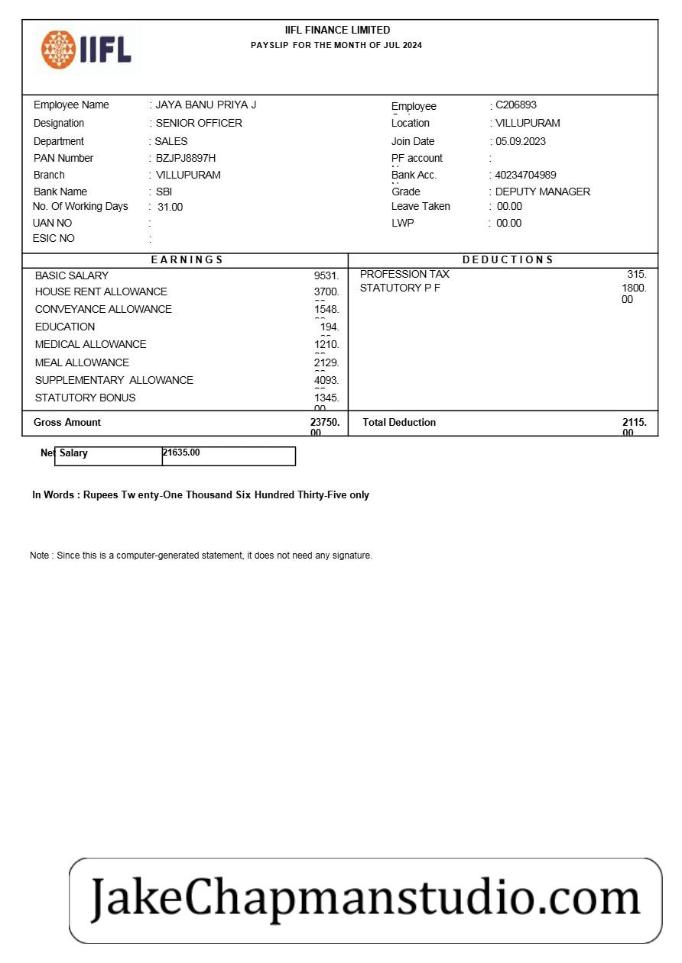 IIFL
IIFL FINANCE LIMITED
PAYSLIP FOR THE MONTH OF JUL 2024
Employee Name : JAYA BANU PRIYA J Employee : C206893
Designation : SENIOR OFFICER Location : VILLUPURAM
Department : SALES Join Date : 05.09.2023
PAN Number : BZJPJ8897H PF account :
Branch : VILLUPURAM Bank Acc. : 40234704989
Bank Name : SBI Grade : DEPUTY MANAGER
No. Of Working Days : 31.00 Leave Taken : 00.00
UAN NO : LWP : 00.00
ESIC NO :
EARNINGS DEDUCTIONS
BASIC SALARY 9531. PROFESSION TAX 315.
HOUSE RENT ALLOWANCE 3700. STATUTORY P F 1800.
00
CONVEYANCE ALLOWANCE 1548.
EDUCATION 194.
MEDICAL ALLOWANCE 1210.
MEAL ALLOWANCE 2129.
SUPPLEMENTARY ALLOWANCE 4093.
STATUTORY BONUS 1345.
00
Gross Amount 23750. Total Deduction 2115.
00 00
Net Salary 21635.00
In Words : Rupees Tw enty-One Thousand Six Hundred Thirty-Five only
Note : Since this is a computer-generated statement, it does not need any signature.
JakeChapmanstudio.com